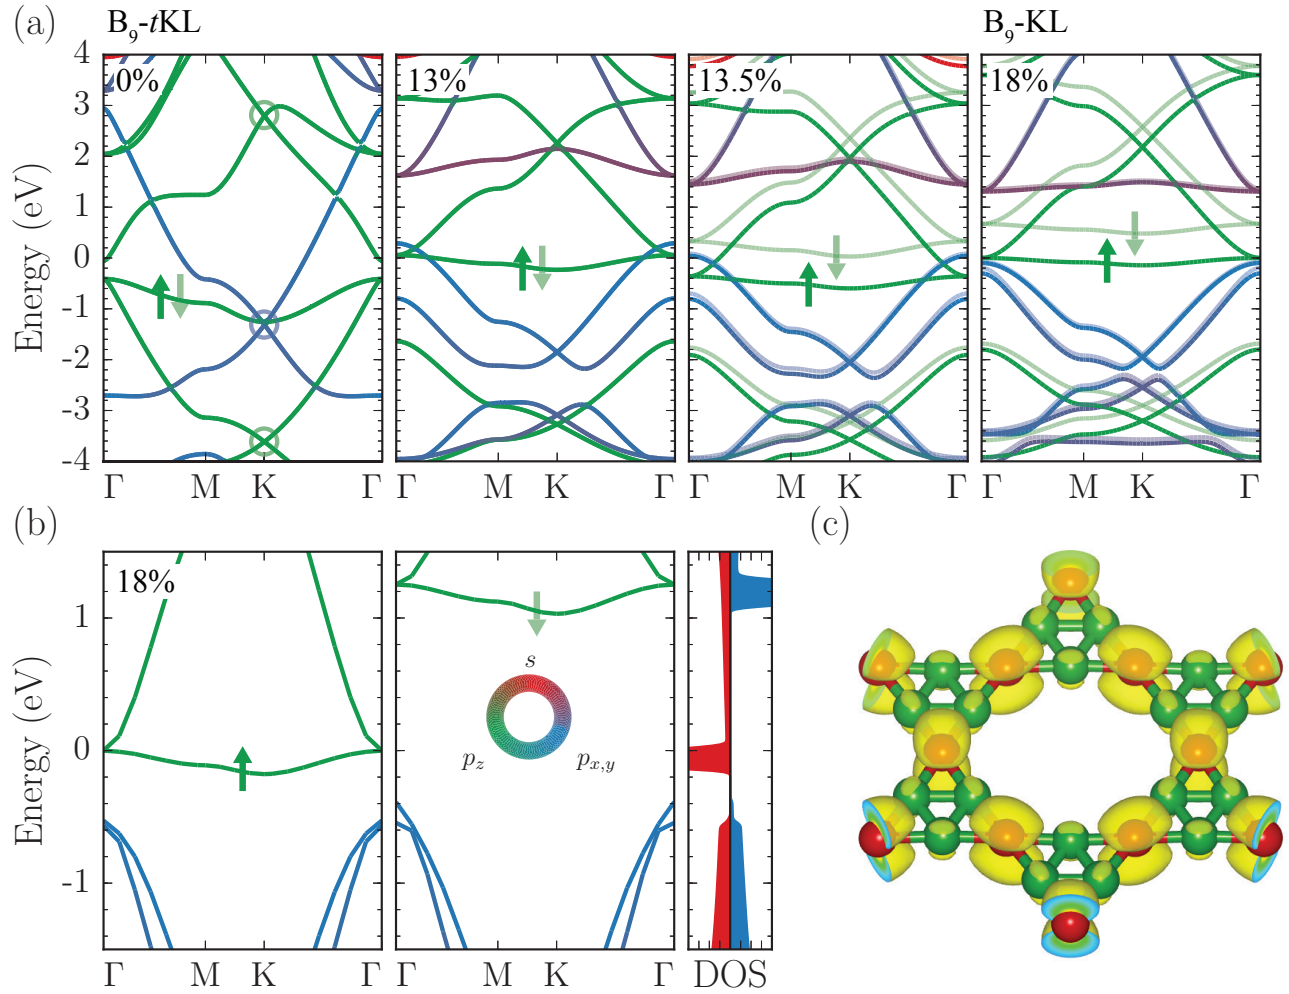 (a)
B9-tKL
B9-KL
0%
13%
13.5%
18%
Energy (eV)
4
3
2
1
0
-1
-2
-3
-4
Γ M K Γ
Γ M K Γ
Γ M K Γ
Γ M K Γ
(b)
(c)
18%
Energy (eV)
1
0
-1
s
pz
px,y
Γ M K Γ
Γ M K Γ
DOS